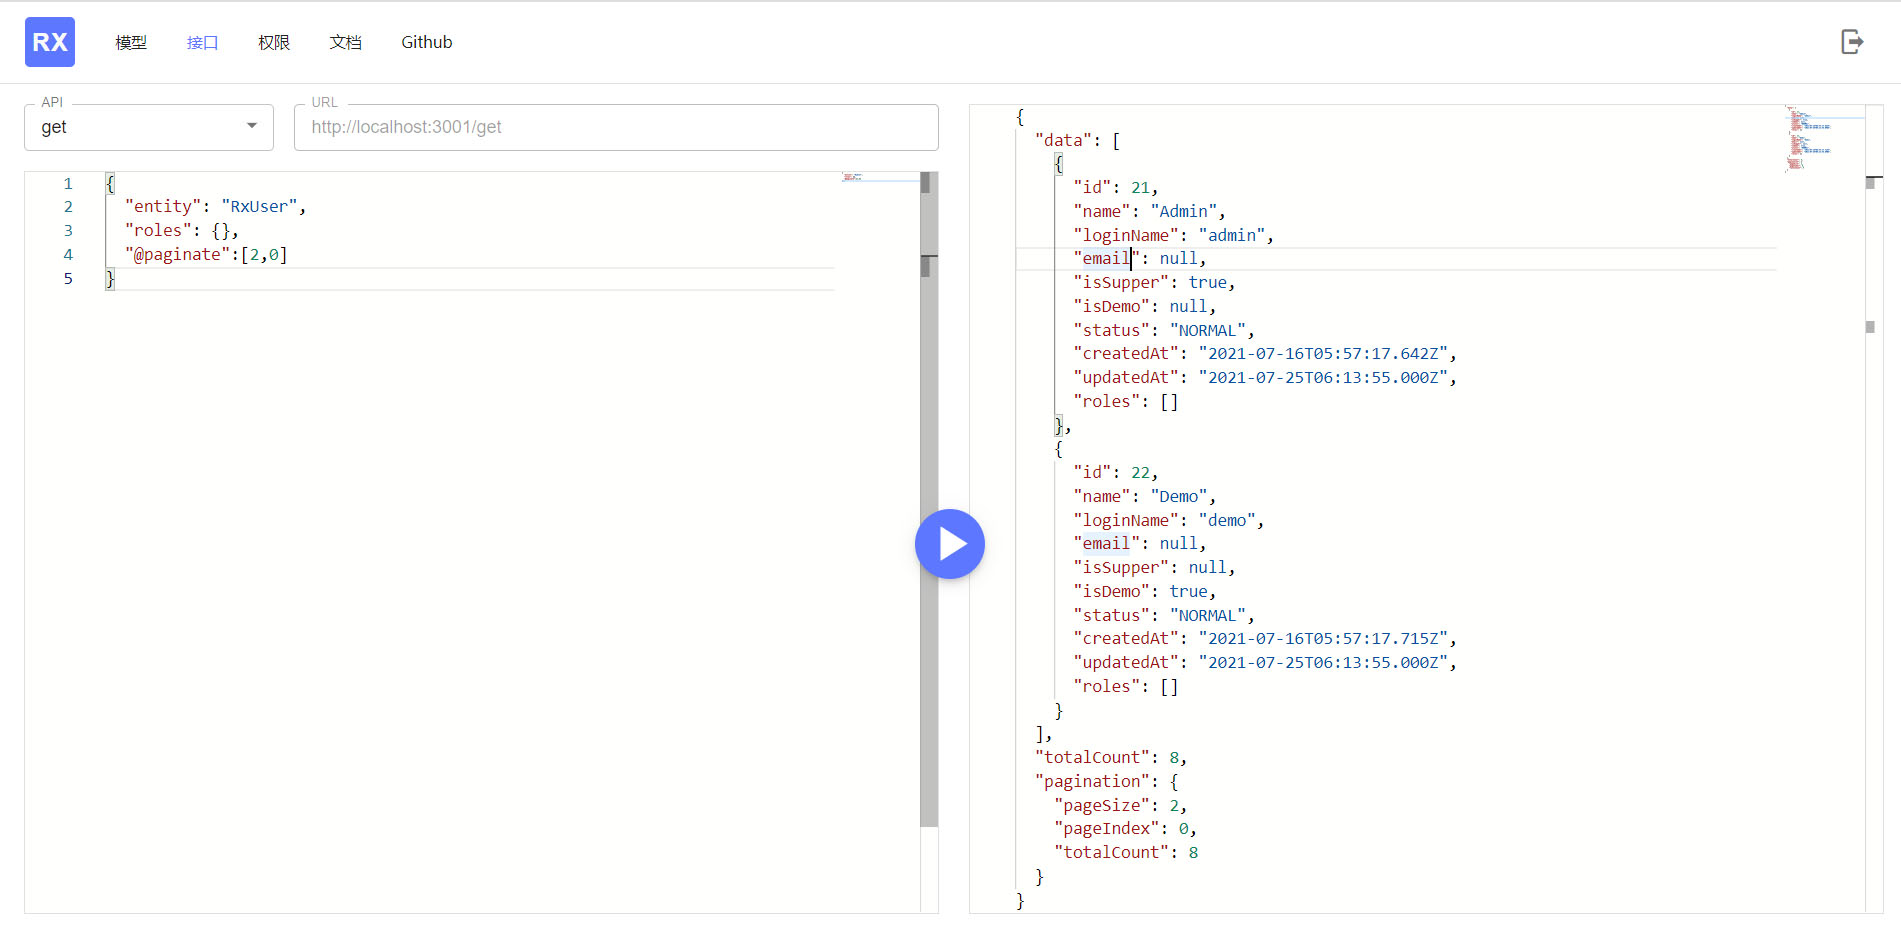 RX 模型 接口 权限 文档 Github
API
get
URL
http://localhost:3001/get
1 {
2 "entity": "RxUser",
3 "roles": {},
4 "@paginate":[2,0]
5 }
{
"data": [
{
"id": 21,
"name": "Admin",
"loginName": "admin",
"email": null,
"isSupper": true,
"isDemo": null,
"status": "NORMAL",
"createdAt": "2021-07-16T05:57:17.642Z",
"updatedAt": "2021-07-25T06:13:55.000Z",
"roles": []
},
{
"id": 22,
"name": "Demo",
"loginName": "demo",
"email": null,
"isSupper": null,
"isDemo": true,
"status": "NORMAL",
"createdAt": "2021-07-16T05:57:17.715Z",
"updatedAt": "2021-07-25T06:13:55.000Z",
"roles": []
}
],
"totalCount": 8,
"pagination": {
"pageSize": 2,
"pageIndex": 0,
"totalCount": 8
}
}